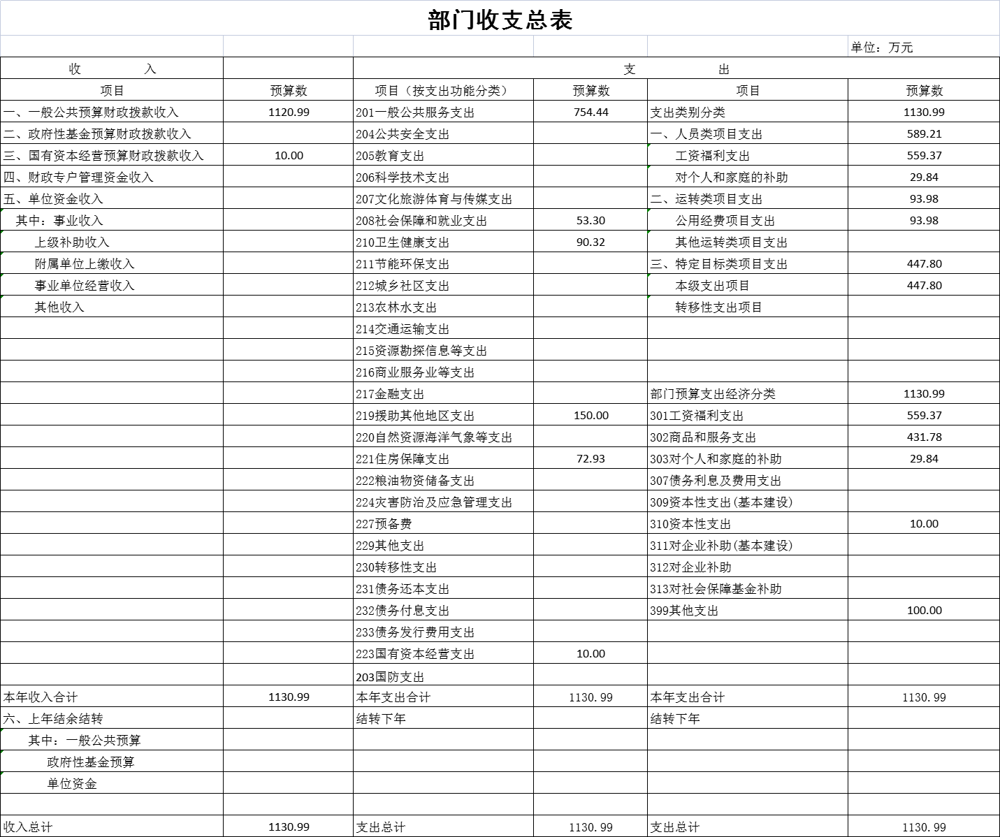 部门收支总表
单位：万元
收 入 支 出
项目 预算数 项目（按支出功能分类） 预算数 项目 预算数
一、一般公共预算财政拨款收入 1120.99 201一般公共服务支出 754.44 支出类别分类 1130.99
二、政府性基金预算财政拨款收入 204公共安全支出 一、人员类项目支出 589.21
三、国有资本经营预算财政拨款收入 10.00 205教育支出 工资福利支出 559.37
四、财政专户管理资金收入 206科学技术支出 对个人和家庭的补助 29.84
五、单位资金收入 207文化旅游体育与传媒支出 二、运转类项目支出 93.98
其中：事业收入 208社会保障和就业支出 53.30 公用经费项目支出 93.98
上级补助收入 210卫生健康支出 90.32 其他运转类项目支出
附属单位上缴收入 211节能环保支出 三、特定目标类项目支出 447.80
事业单位经营收入 212城乡社区支出 本级支出项目 447.80
其他收入 213农林水支出 转移性支出项目
214交通运输支出
215资源勘探信息等支出
216商业服务业等支出
217金融支出 部门预算支出经济分类 1130.99
219援助其他地区支出 150.00 301工资福利支出 559.37
220自然资源海洋气象等支出 302商品和服务支出 431.78
221住房保障支出 72.93 303对个人和家庭的补助 29.84
222粮油物资储备支出 307债务利息及费用支出
224灾害防治及应急管理支出 309资本性支出(基本建设)
227预备费 310资本性支出 10.00
229其他支出 311对企业补助(基本建设)
230转移性支出 312对企业补助
231债务还本支出 313对社会保障基金补助
232债务付息支出 399其他支出 100.00
233债务发行费用支出
223国有资本经营支出 10.00
203国防支出
本年收入合计 1130.99 本年支出合计 1130.99 本年支出合计 1130.99
六、上年结余结转 结转下年 结转下年
其中：一般公共预算
政府性基金预算
单位资金
收入总计 1130.99 支出总计 1130.99 支出总计 1130.99